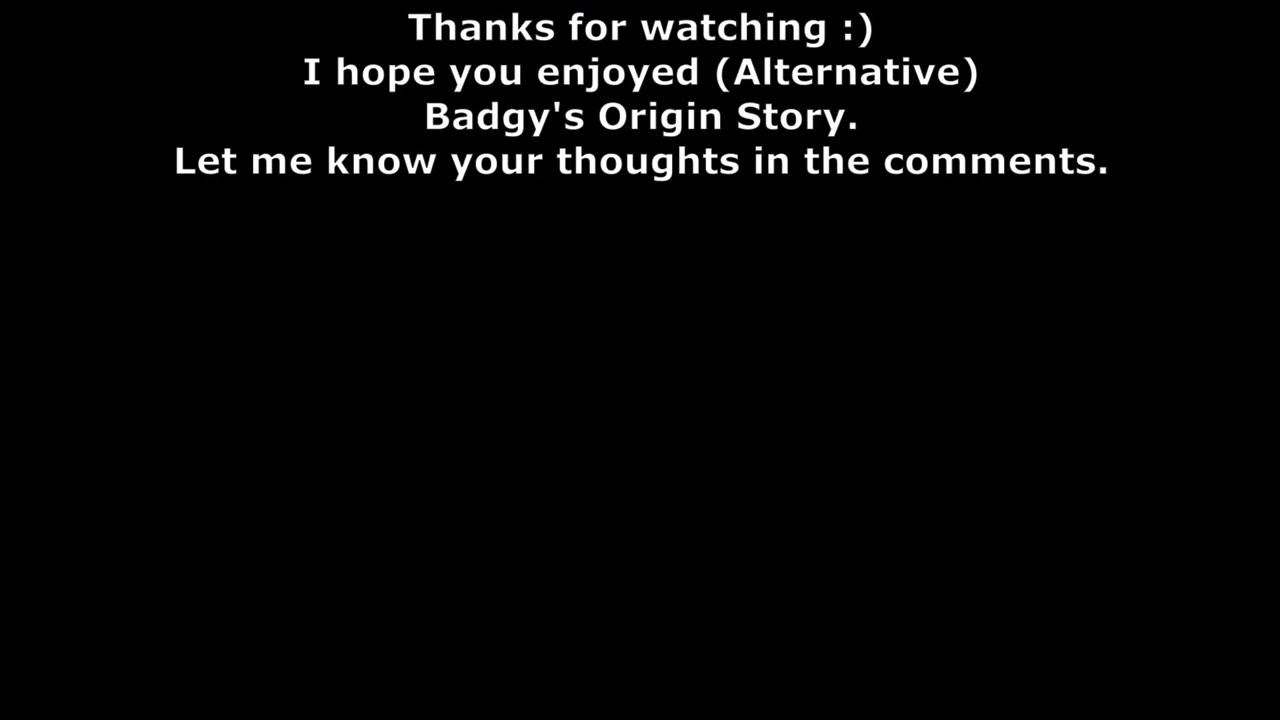 Thanks for watching :)
I hope you enjoyed (Alternative)
Badgy's Origin Story.
Let me know your thoughts in the comments.